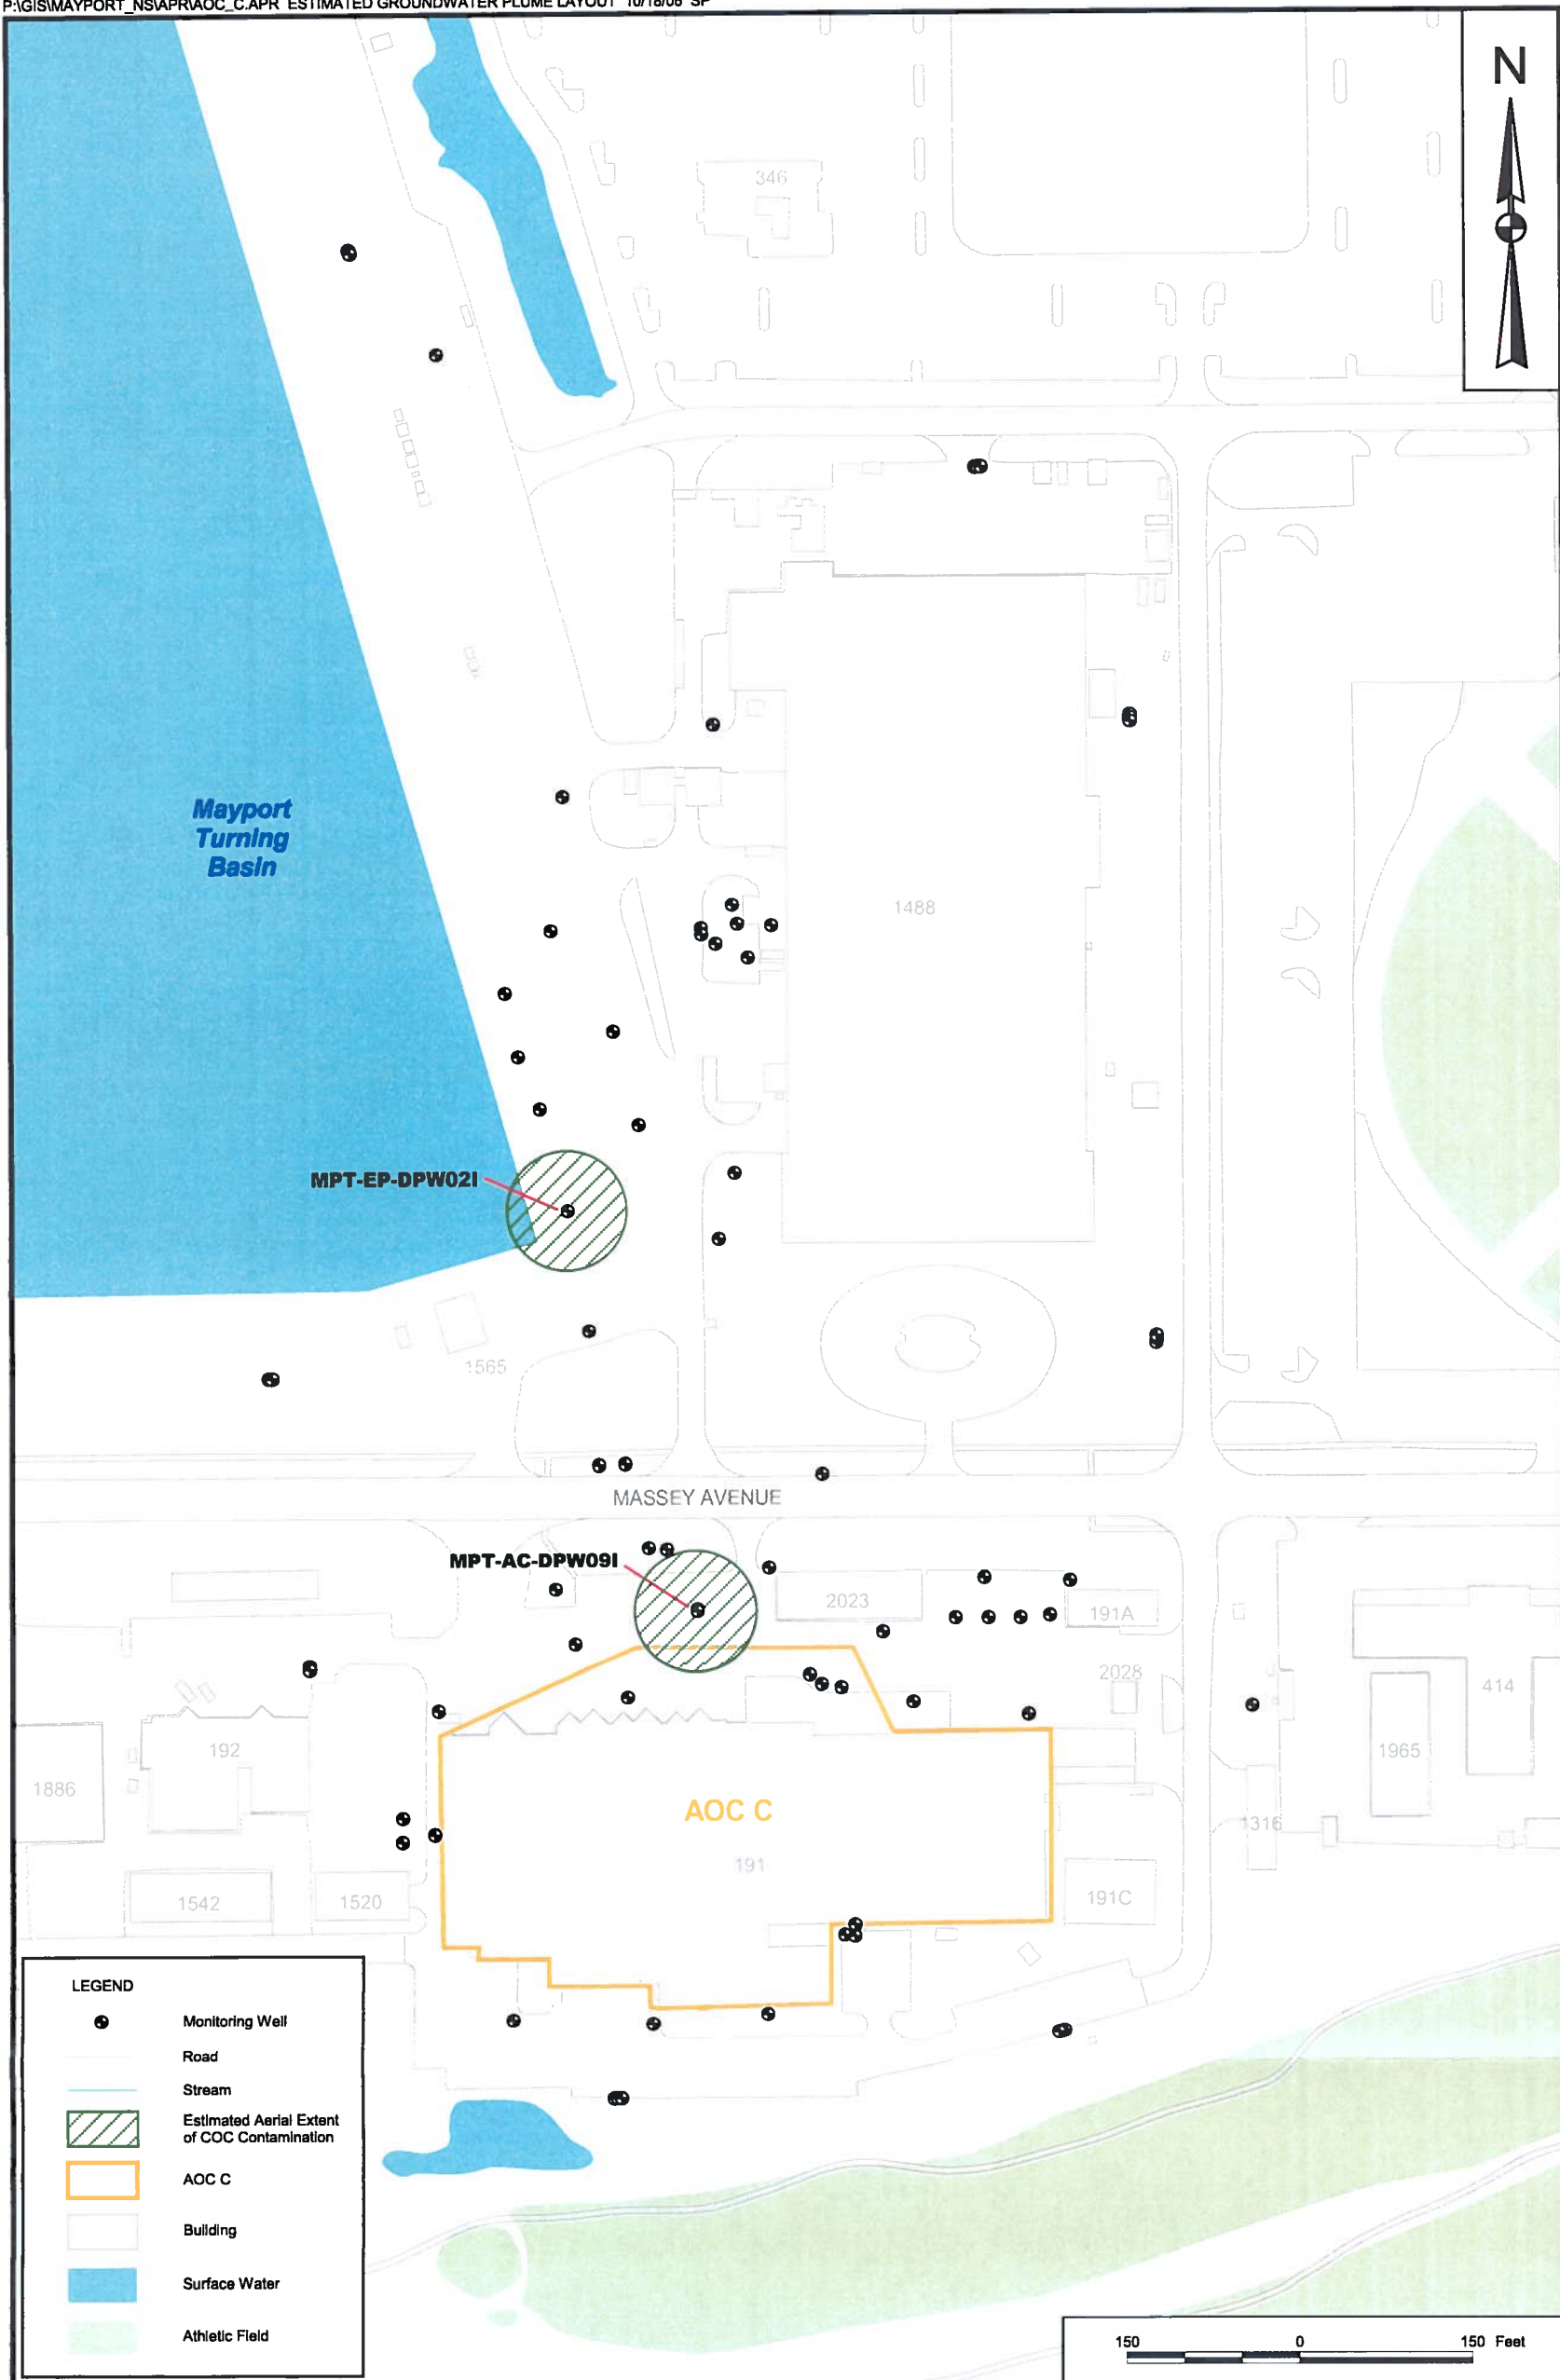 P:\GIS\MAYPORT_NS\APR\AOC_C.APR ESTIMATED GROUNDWATER PLUME LAYOUT 10/18/06 SP
N
346
Mayport
Turning
Basin
1488
MPT-EP-DPW02I
1565
MASSEY AVENUE
MPT-AC-DPW09I
2023
191A
2028
414
192
1965
1886
AOC C
1316
191
1542
1520
191C
LEGEND
Monitoring Well
Road
Stream
Estimated Aerial Extent
of COC Contamination
AOC C
Building
Surface Water
Athletic Field
150 0 150 Feet